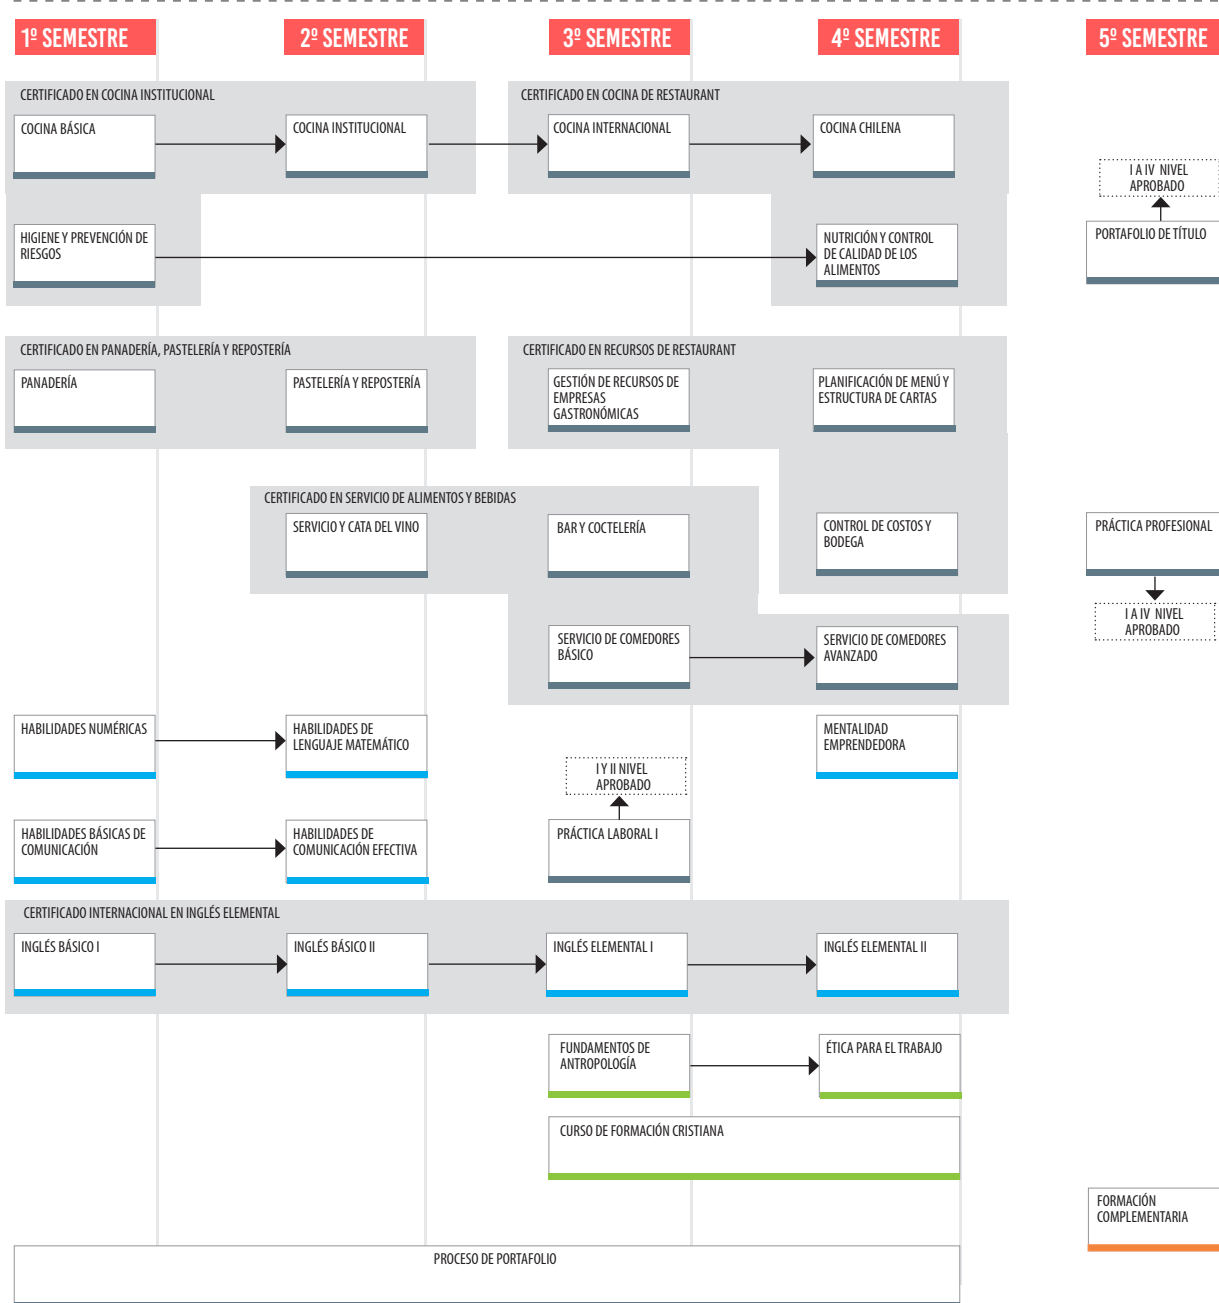 1º SEMESTRE
2º SEMESTRE
3º SEMESTRE
4º SEMESTRE
5º SEMESTRE
CERTIFICADO EN COCINA INSTITUCIONAL
CERTIFICADO EN COCINA DE RESTAURANT
COCINA BÁSICA
COCINA INSTITUCIONAL
COCINA INTERNACIONAL
COCINA CHILENA
I A IV NIVEL
APROBADO
HIGIENE Y PREVENCIÓN DE
RIESGOS
NUTRICIÓN Y CONTROL
DE CALIDAD DE LOS
ALIMENTOS
PORTAFOLIO DE TÍTULO
CERTIFICADO EN PANADERÍA, PASTELERÍA Y REPOSTERÍA
CERTIFICADO EN RECURSOS DE RESTAURANT
PANADERÍA
PASTELERÍA Y REPOSTERÍA
GESTIÓN DE RECURSOS DE
EMPRESAS
GASTRONÓMICAS
PLANIFICACIÓN DE MENÚ Y
ESTRUCTURA DE CARTAS
CERTIFICADO EN SERVICIO DE ALIMENTOS Y BEBIDAS
SERVICIO Y CATA DEL VINO
BAR Y COCTELERÍA
CONTROL DE COSTOS Y
BODEGA
PRÁCTICA PROFESIONAL
I A IV NIVEL
APROBADO
SERVICIO DE COMEDORES
BÁSICO
SERVICIO DE COMEDORES
AVANZADO
HABILIDADES NUMÉRICAS
HABILIDADES DE
LENGUAJE MATEMÁTICO
MENTALIDAD
EMPRENDEDORA
I Y II NIVEL
APROBADO
HABILIDADES BÁSICAS DE
COMUNICACIÓN
HABILIDADES DE
COMUNICACIÓN EFECTIVA
PRÁCTICA LABORAL I
CERTIFICADO INTERNACIONAL EN INGLÉS ELEMENTAL
INGLÉS BÁSICO I
INGLÉS BÁSICO II
INGLÉS ELEMENTAL I
INGLÉS ELEMENTAL II
FUNDAMENTOS DE
ANTROPOLOGÍA
ÉTICA PARA EL TRABAJO
CURSO DE FORMACIÓN CRISTIANA
FORMACIÓN
COMPLEMENTARIA
PROCESO DE PORTAFOLIO